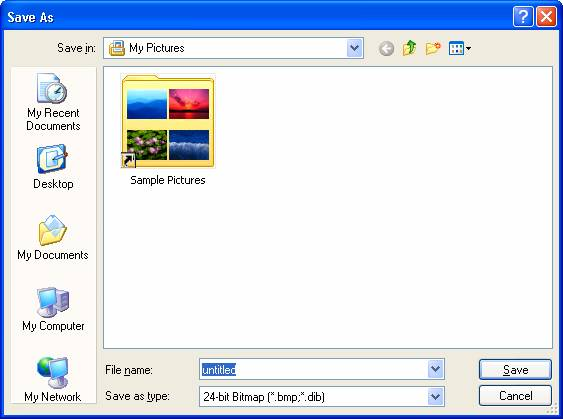 Save As
Save in: My Pictures
My Recent
Documents
Desktop
My Documents
My Computer
My Network
Sample Pictures
File name: untitled Save
Save as type: 24-bit Bitmap (*.bmp;*.dib) Cancel